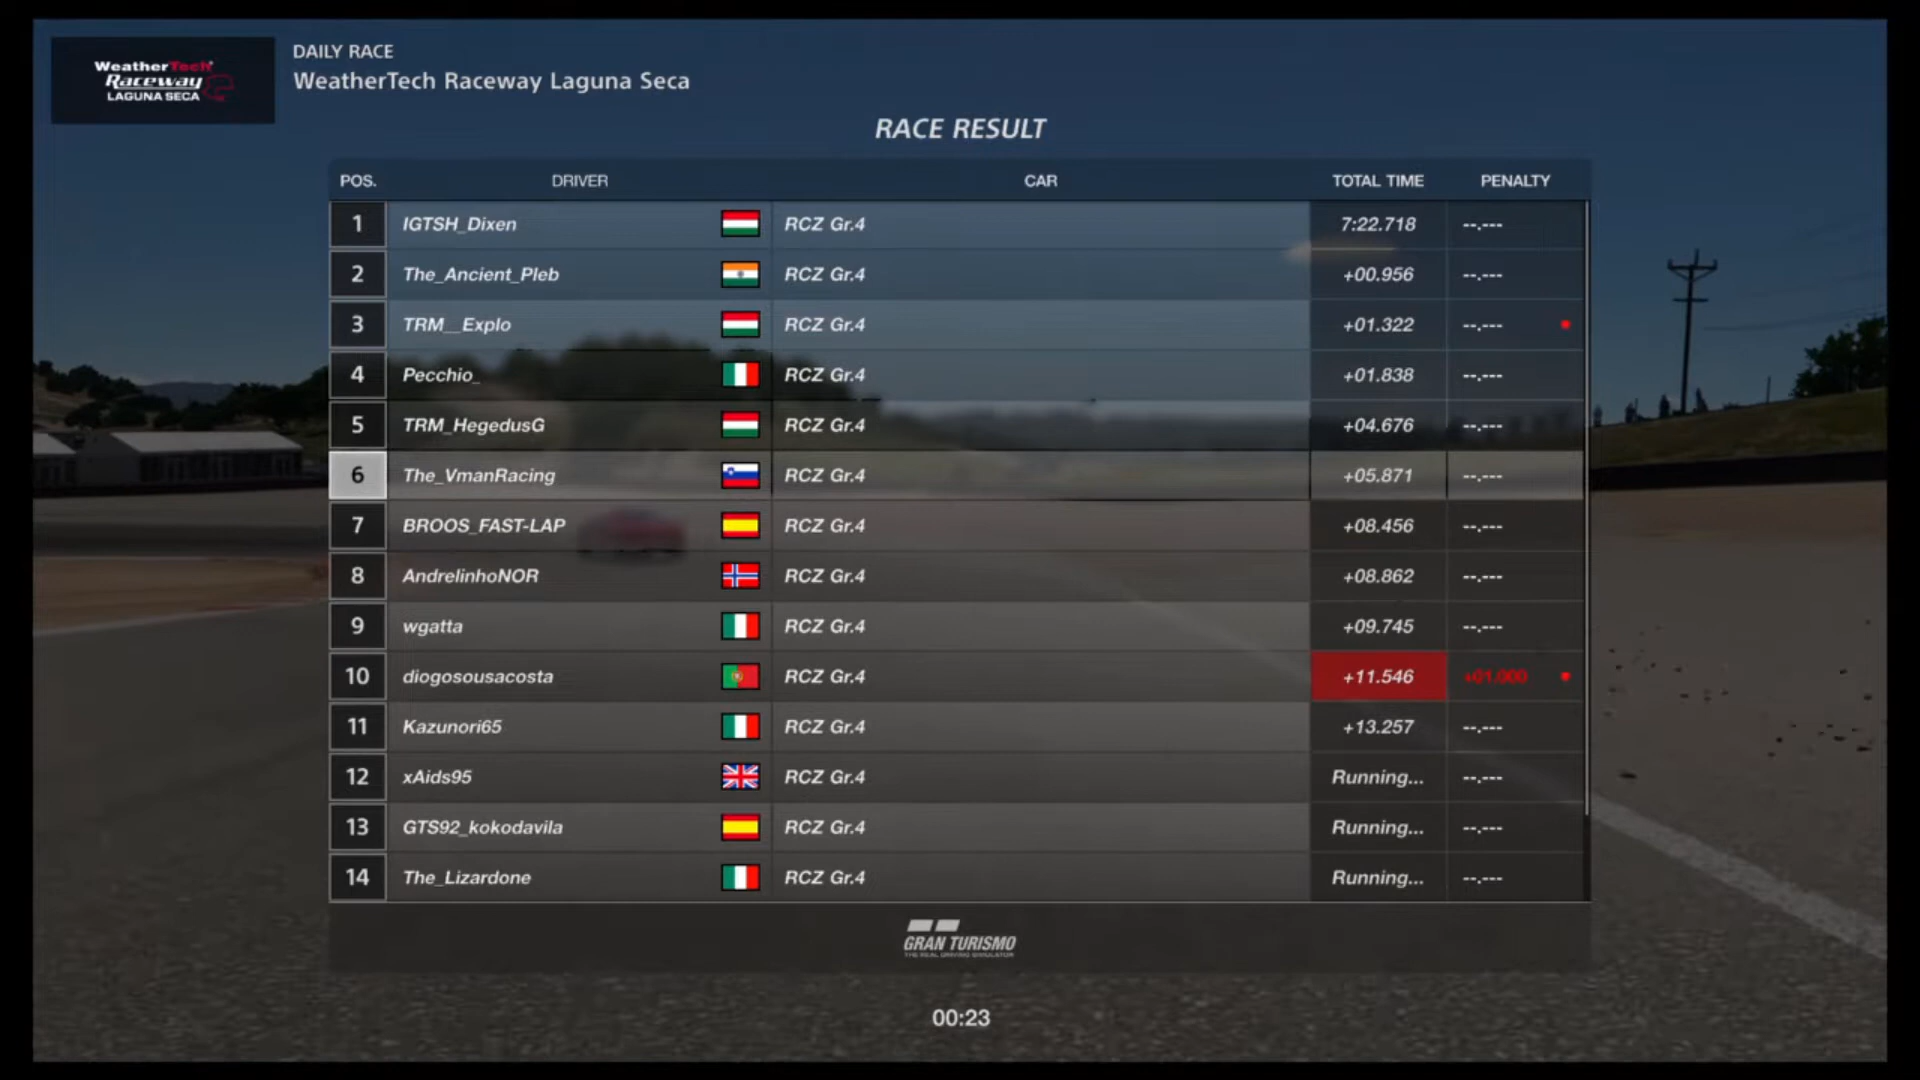 WeatherTech
Raceway
LAGUNA SECA
DAILY RACE
WeatherTech Raceway Laguna Seca
RACE RESULT
POS. DRIVER CAR TOTAL TIME PENALTY
1 IGTSH_Dixen RCZ Gr.4 7:22.718 --.---
2 The_Ancient_Pleb RCZ Gr.4 +00.956 --.---
3 TRM__Explo RCZ Gr.4 +01.322 --.---
4 Pecchio_ RCZ Gr.4 +01.838 --.---
5 TRM_HegedusG RCZ Gr.4 +04.676 --.---
6 The_VmanRacing RCZ Gr.4 +05.871 --.---
7 BROOS_FAST-LAP RCZ Gr.4 +08.456 --.---
8 AndrelinhoNOR RCZ Gr.4 +08.862 --.---
9 wgatta RCZ Gr.4 +09.745 --.---
10 diogosousacosta RCZ Gr.4 +11.546 +01.000
11 Kazunori65 RCZ Gr.4 +13.257 --.---
12 xAids95 RCZ Gr.4 Running... --.---
13 GTS92_kokodavila RCZ Gr.4 Running... --.---
14 The_Lizardone RCZ Gr.4 Running... --.---
GRAN TURISMO
THE REAL DRIVING SIMULATOR
00:23